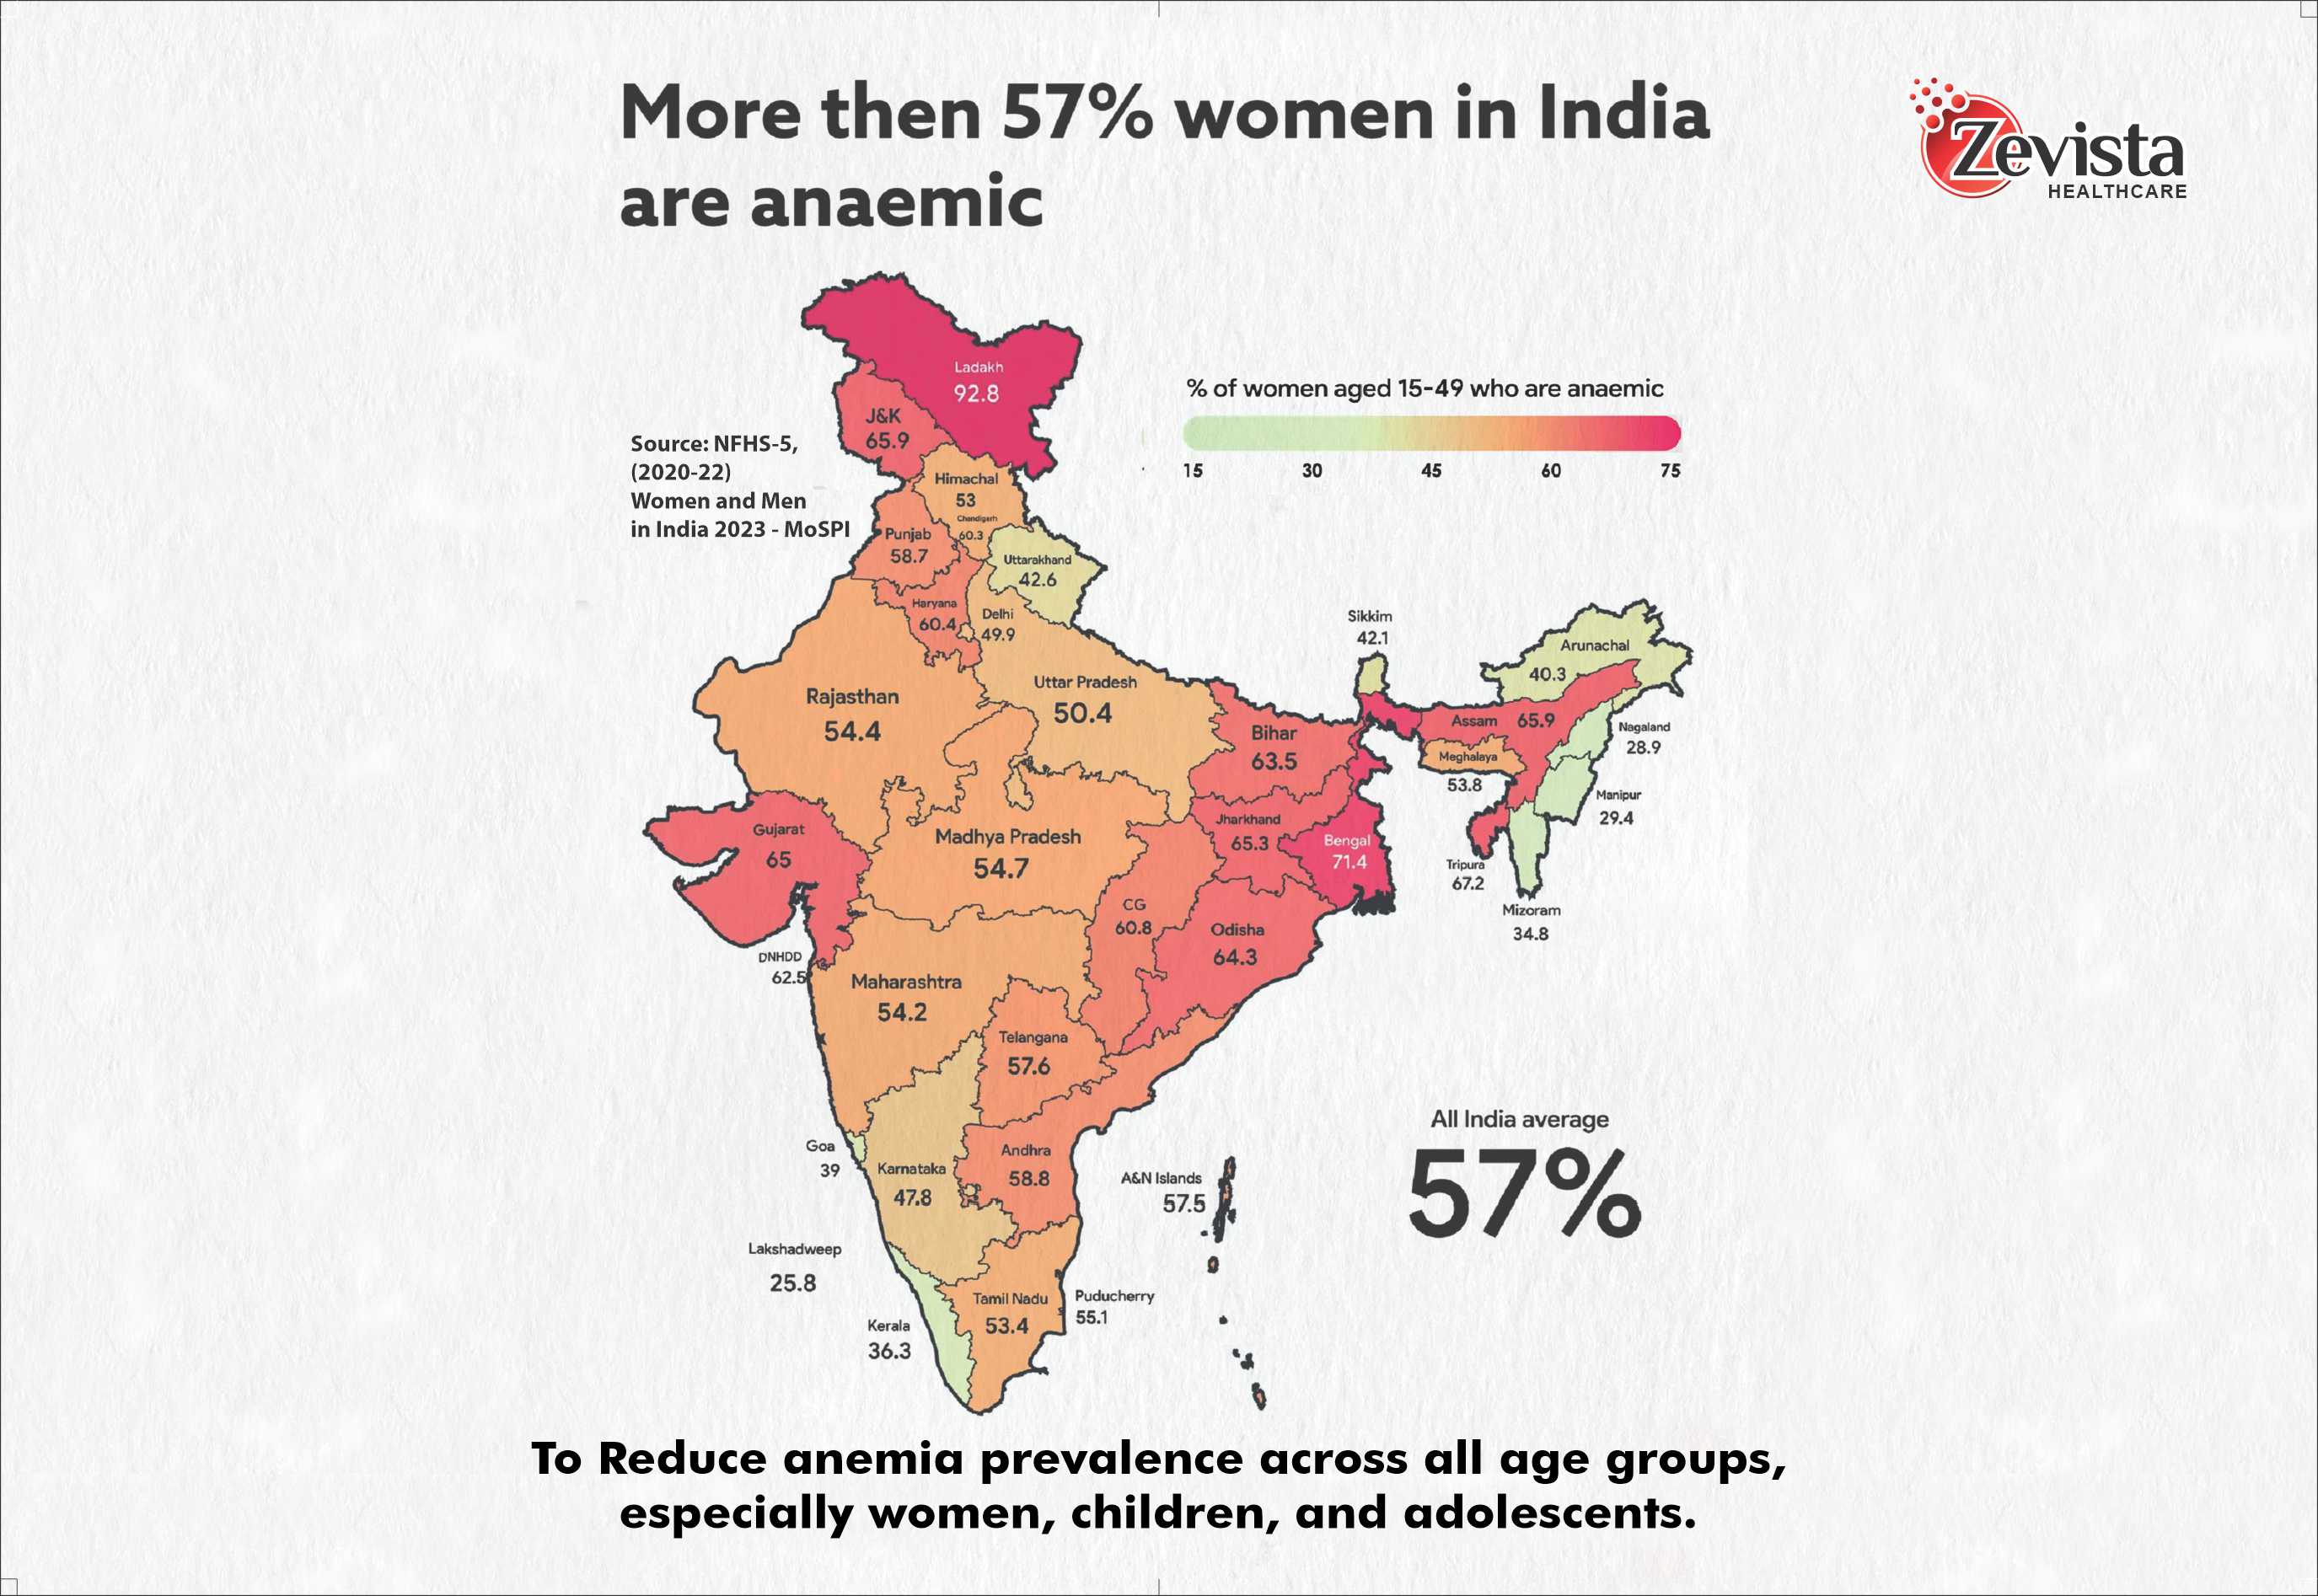 More then 57% women in India
are anaemic
Zevista
HEALTHCARE
% of women aged 15-49 who are anaemic
15 30 45 60 75
Source: NFHS-5,
(2020-22)
Women and Men
in India 2023 - MoSPI
Ladakh
92.8
J&K
65.9
Himachal
53
Chandigarh
60.3
Punjab
58.7
Uttarakhand
42.6
Haryana
60.4
Delhi
49.9
Rajasthan
54.4
Uttar Pradesh
50.4
Sikkim
42.1
Arunachal
40.3
Assam 65.9
Nagaland
28.9
Meghalaya
53.8
Manipur
29.4
Tripura
67.2
Mizoram
34.8
Bihar
63.5
Jharkhand
65.3
Bengal
71.4
Gujarat
65
Madhya Pradesh
54.7
CG
60.8
Odisha
64.3
DNHDD
62.5
Maharashtra
54.2
Telangana
57.6
Goa
39
Karnataka
47.8
Andhra
58.8
A&N Islands
57.5
All India average
57%
Lakshadweep
25.8
Kerala
36.3
Tamil Nadu
53.4
Puducherry
55.1
To Reduce anemia prevalence across all age groups,
especially women, children, and adolescents.